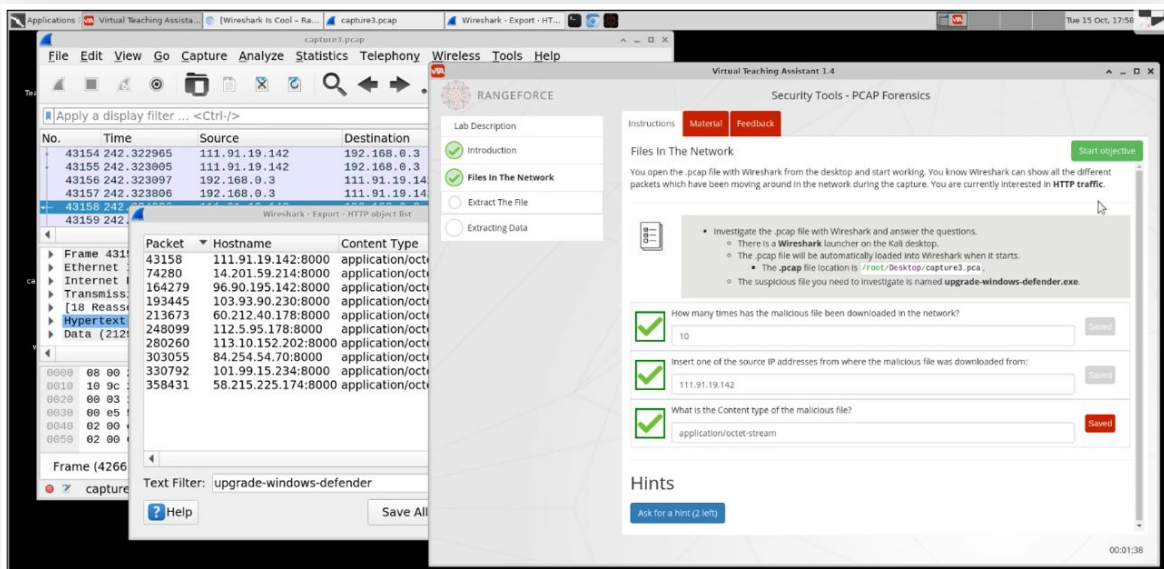 Applications : Virtual Teaching Assista... [Wireshark Is Cool – Ra... capture3.pcap Wireshark - Export - HT... Tue 15 Oct, 17:58
capture3.pcap
File Edit View Go Capture Analyze Statistics Telephony Wireless Tools Help
Apply a display filter ... <Ctrl-/>
No. Time Source Destination
43154 242.322965 111.91.19.142 192.168.0.3
43155 242.323005 111.91.19.142 192.168.0.3
43156 242.323097 192.168.0.3 111.91.19.14
43157 242.323806 192.168.0.3 111.91.19.14
43158 242.
43159 242.
Frame 4315
Ethernet
Internet
Transmiss
[18 Reasse
Hypertext
Data (212
0000 08 00
0010 10 9c
0020 00 03
0030 00 e5
0040 02 00
0050 02 00
Frame (4266
capture
Wireshark - Export - HTTP object list
Packet Hostname Content Type
43158 111.91.19.142:8000 application/octe
74280 14.201.59.214:8000 application/octe
164279 96.90.195.142:8000 application/octe
193445 103.93.90.230:8000 application/octe
213673 60.212.40.178:8000 application/octe
248099 112.5.95.178:8000 application/octe
280260 113.10.152.202:8000 application/octe
303055 84.254.54.70:8000 application/octe
330792 101.99.15.234:8000 application/octe
358431 58.215.225.174:8000 application/octe
Text Filter: upgrade-windows-defender
Help Save All
VTA
Virtual Teaching Assistant 1.4
RANGEFORCE
Security Tools - PCAP Forensics
Lab Description
Introduction
Files In The Network
Extract The File
Extracting Data
Instructions Material Feedback
Files In The Network
Start objective
You open the .pcap file with Wireshark from the desktop and start working. You know Wireshark can show all the different
packets which have been moving around in the network during the capture. You are currently interested in HTTP traffic.
• Investigate the .pcap file with Wireshark and answer the questions.
There is a Wireshark launcher on the Kali desktop.
The .pcap file will be automatically loaded into Wireshark when it starts.
The .pcap file location is /root/Desktop/capture3.pca.
The suspicious file you need to investigate is named upgrade-windows-defender.exe.
How many times has the malicious file been downloaded in the network?
10
Saved
Insert one of the source IP addresses from where the malicious file was downloaded from:
111.91.19.142
Saved
What is the Content type of the malicious file?
application/octet-stream
Saved
Hints
Ask for a hint (2 left)
00:01:38